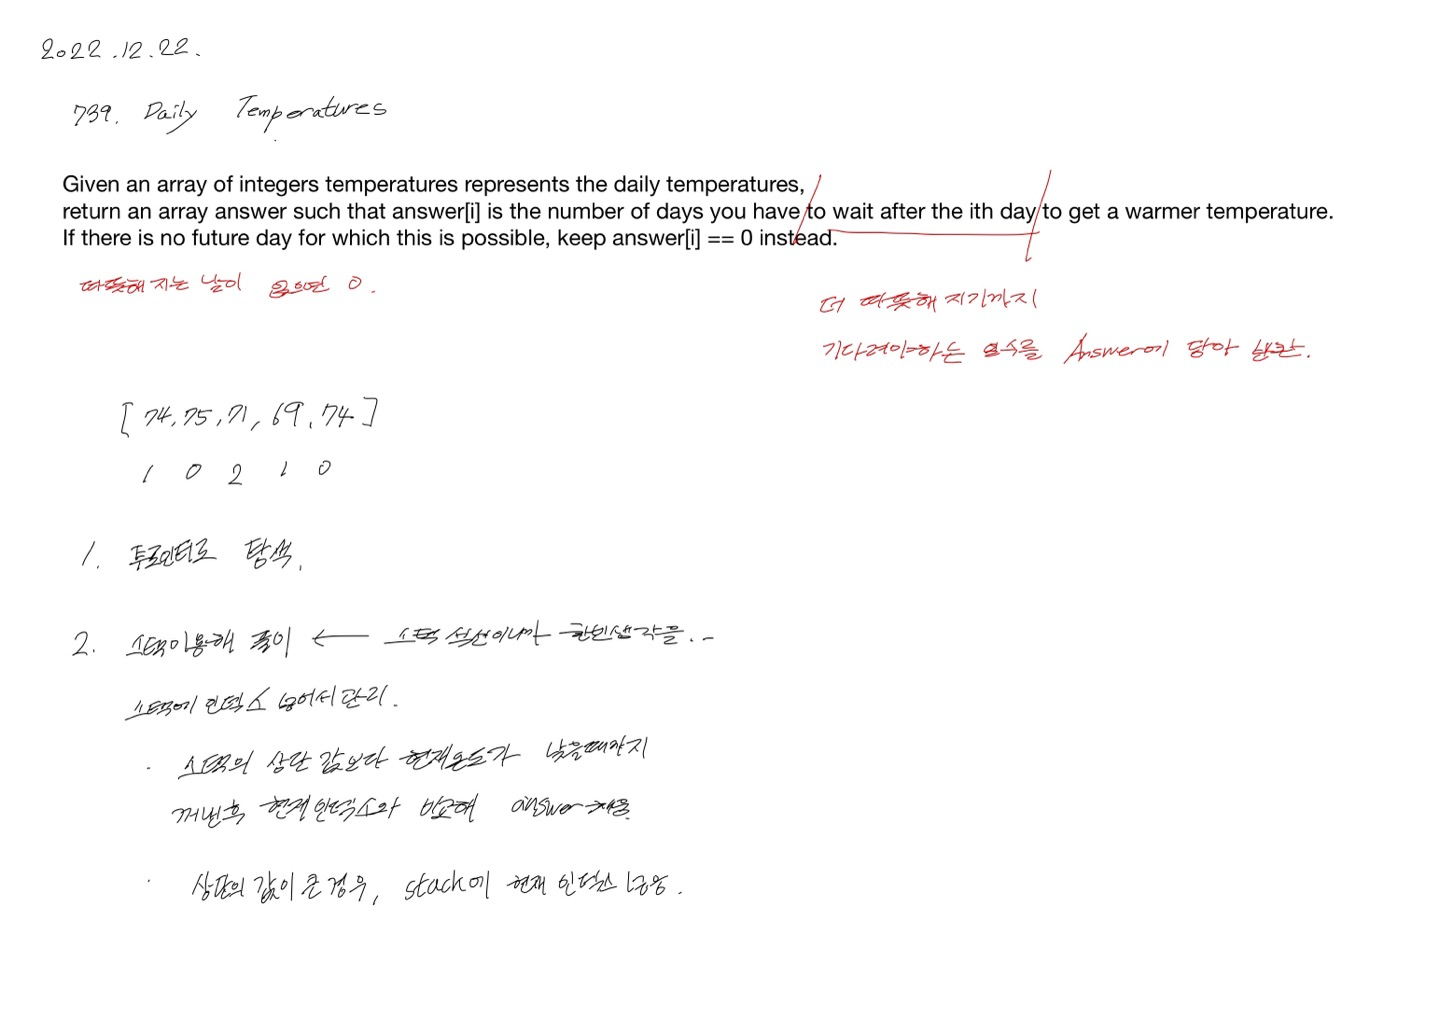 2022.12.22.
739. Daily Temperatures
Given an array of integers temperatures represents the daily temperatures,
return an array answer such that answer[i] is the number of days you have to wait after the ith day to get a warmer temperature.
If there is no future day for which this is possible, keep answer[i] == 0 instead.
따뜻해 지는 날이 없으면 0.
더 따뜻해 지기까지
기다려야하는 일수를 Answer에 담아 반환.
[74, 75, 71, 69, 74]
1 0 2 1 0
1. 투포인터로 탐색.
2. 스택이용해 풀이 ← 스택 섹션이니까 한번생각을..
스택에 인덱스 넣어서 관리.
· 스택의 상단 값보다 현재온도가 낮을때까지
꺼낸후 현재 인덱스와 비교해 answer 채움.
· 상단의 값이 큰 경우, stack에 현재 인덱스 넣음.